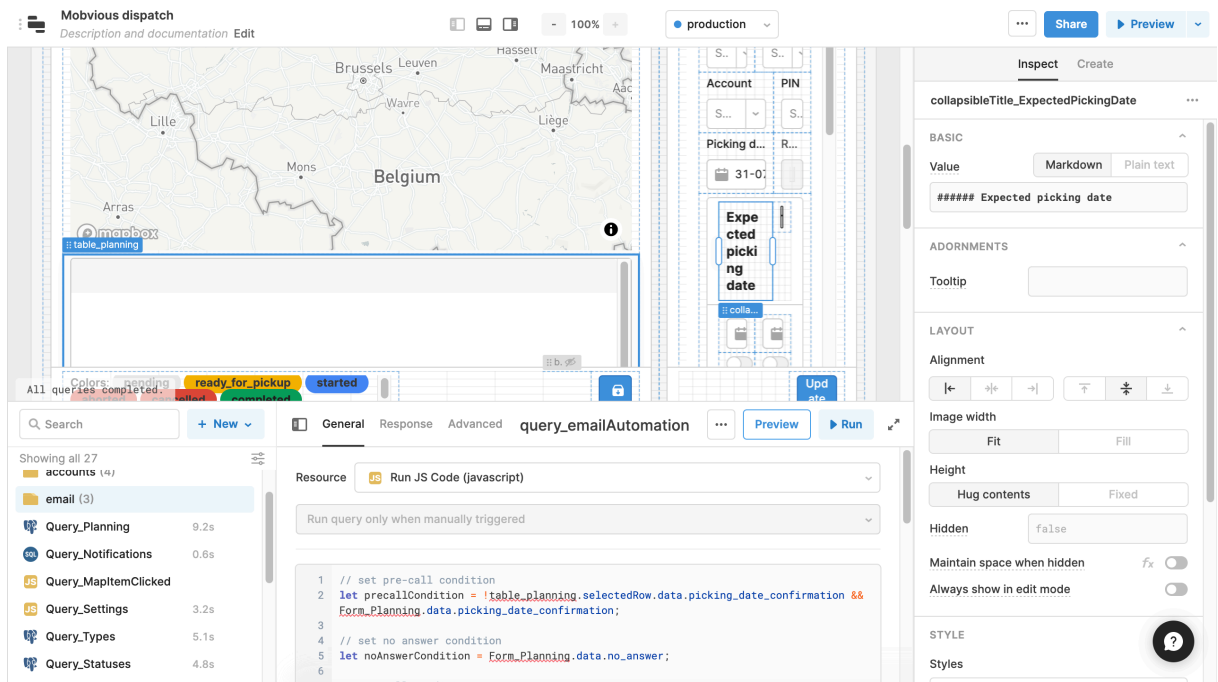 Mobvious dispatch
Description and documentation Edit
- 100% +
production
Share
Preview
Hasselt
Brussels
Leuven
Maastricht
Aac
Wavre
Lille
Liège
Mons
Belgium
Arras
mapbox
table_planning
b.
Colors: pending ready_for_pickup started
aborted cancelled completed
All queries completed.
S..
S..
Account PIN
S... S..
Picking d... R...
31-07
Expe
cted
picki
ng
date
colla...
Upd
ate
Inspect Create
collapsibleTitle_ExpectedPickingDate
BASIC
Value
Markdown Plain text
###### Expected picking date
ADORNMENTS
Tooltip
LAYOUT
Alignment
Image width
Fit Fill
Height
Hug contents Fixed
Hidden false
Maintain space when hidden fx
Always show in edit mode
STYLE
Styles
Search
+ New
Showing all 27
accounts (4)
email (3)
Query_Planning 9.2s
SQL Query_Notifications 0.6s
JS Query_MapItemClicked
JS Query_Settings 3.2s
Query_Types 5.1s
Query_Statuses 4.8s
General Response Advanced query_emailAutomation
Preview
Run
Resource
JS Run JS Code (javascript)
Run query only when manually triggered
1 // set pre-call condition
2 let precallCondition = !table_planning.selectedRow.data.picking_date_confirmation &&
Form_Planning.data.picking_date_confirmation;
3
4 // set no answer condition
5 let noAnswerCondition = Form_Planning.data.no_answer;
6